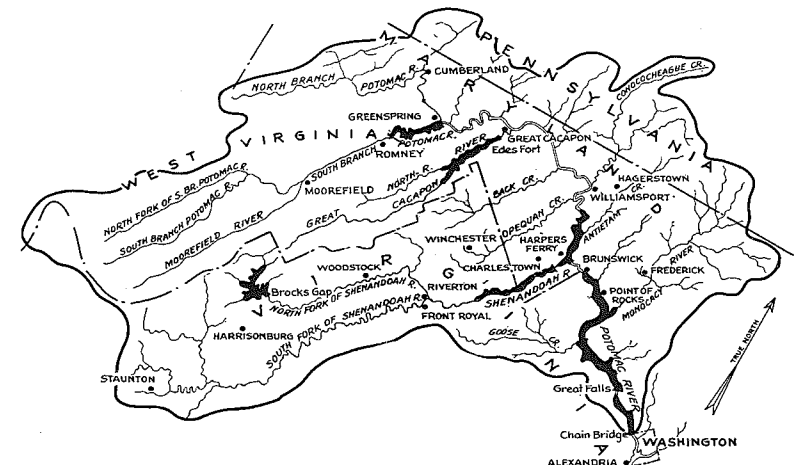 PENNSYLVANIA
MARYLAND
WEST VIRGINIA
VIRGINIA
NORTH BRANCH
POTOMAC R.
CUMBERLAND
CONOCOCHEAGUE CR.
GREENSPRING
POTOMAC R.
ROMNEY
SOUTH BRANCH
RIVER
GREAT CACAPON
Edes Fort
NORTH FORK OF S. BR. POTOMAC R.
MOOREFIELD
NORTH R.
CACAPON
GREAT
BACK CR.
HAGERSTOWN
WILLIAMSPORT
SOUTH BRANCH POTOMAC R.
MOOREFIELD RIVER
OPEQUAN CR.
ANTIETAM
CR.
WINCHESTER
HARPERS
FERRY
CHARLES TOWN
BRUNSWICK
RIVER
FREDERICK
WOODSTOCK
RIVERTON
SHENANDOAH R.
POINT OF
ROCKS
MONOCACY
Brocks Gap
NORTH FORK OF SHENANDOAH R.
FRONT ROYAL
HARRISONBURG
SOUTH FORK OF SHENANDOAH R.
GOOSE
CR.
TRUE NORTH
POTOMAC RIVER
STAUNTON
Great Falls
Chain Bridge
WASHINGTON
ALEXANDRIA